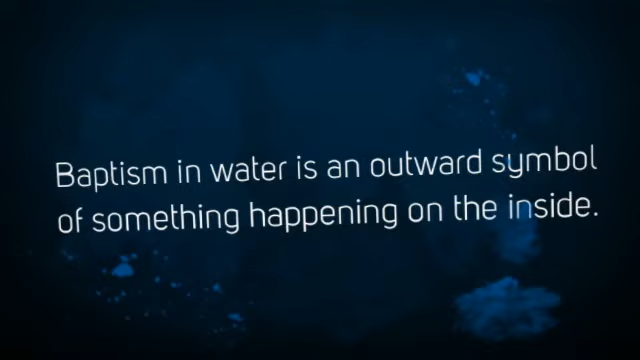 Baptism in water is an outward symbol
of something happening on the inside.